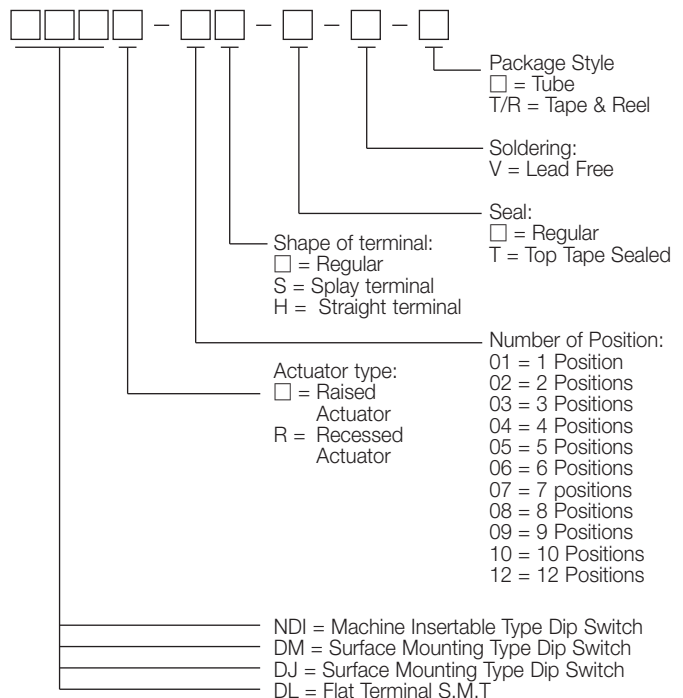 □□□□ – □□ – □ – □ – □
Package Style
□ = Tube
T/R = Tape & Reel
Soldering:
V = Lead Free
Seal:
□ = Regular
T = Top Tape Sealed
Shape of terminal:
□ = Regular
S = Splay terminal
H = Straight terminal
Number of Position:
01 = 1 Position
02 = 2 Positions
03 = 3 Positions
04 = 4 Positions
05 = 5 Positions
06 = 6 Positions
07 = 7 positions
08 = 8 Positions
09 = 9 Positions
10 = 10 Positions
12 = 12 Positions
Actuator type:
□ = Raised
Actuator
R = Recessed
Actuator
NDI = Machine Insertable Type Dip Switch
DM = Surface Mounting Type Dip Switch
DJ = Surface Mounting Type Dip Switch
DL = Flat Terminal S.M.T